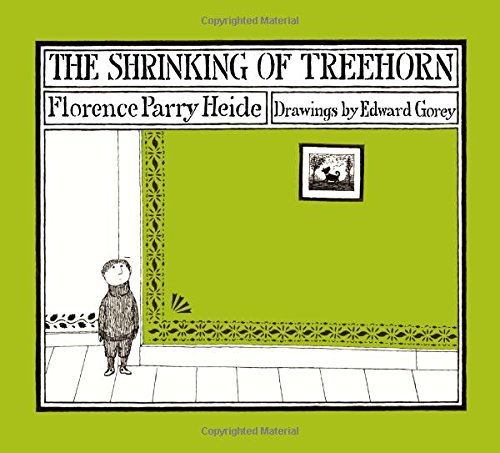 Copyrighted Material
THE SHRINKING OF TREEHORN
Florence Parry Heide
Drawings by Edward Gorey
Copyrighted Material